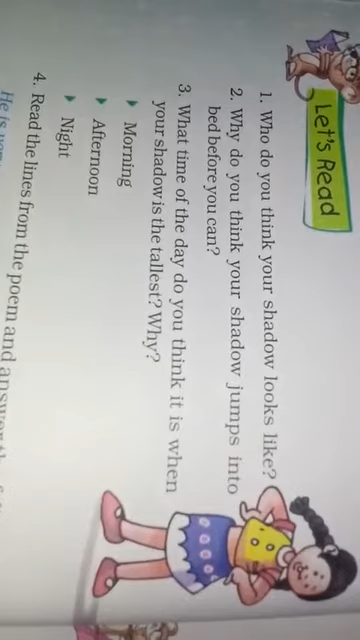 Let's Read
1. Who do you think your shadow looks like?
2. Why do you think your shadow jumps into
bed before you can?
3. What time of the day do you think it is when
your shadow is the tallest? Why?
Morning
Afternoon
Night
4. Read the lines from the poem and answer
He is